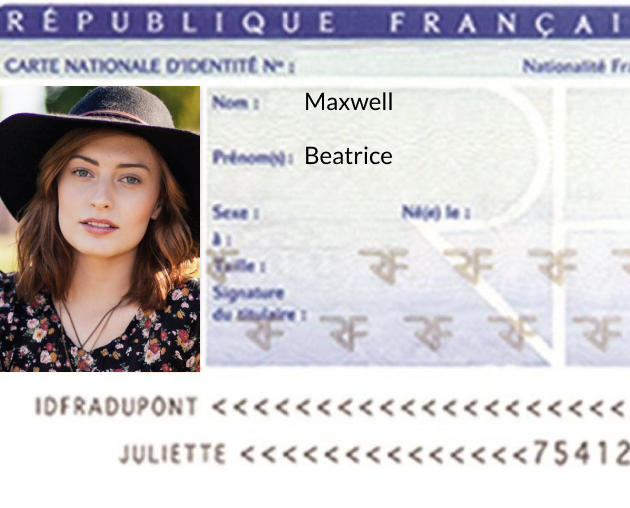 RÉPUBLIQUE FRANÇAI
CARTE NATIONALE D'IDENTITÉ Nº : Nationalité Fr
Nom : Maxwell
Prénom(s) : Beatrice
Sexe : Né(e) le :
à :
Taille :
Signature
du titulaire :
RF RF RF RF
RF RF RF RF RF
IDFRADUPONT <<<<<<<<<<<<<<<<<<<
JULIETTE <<<<<<<<<<<<<<75412